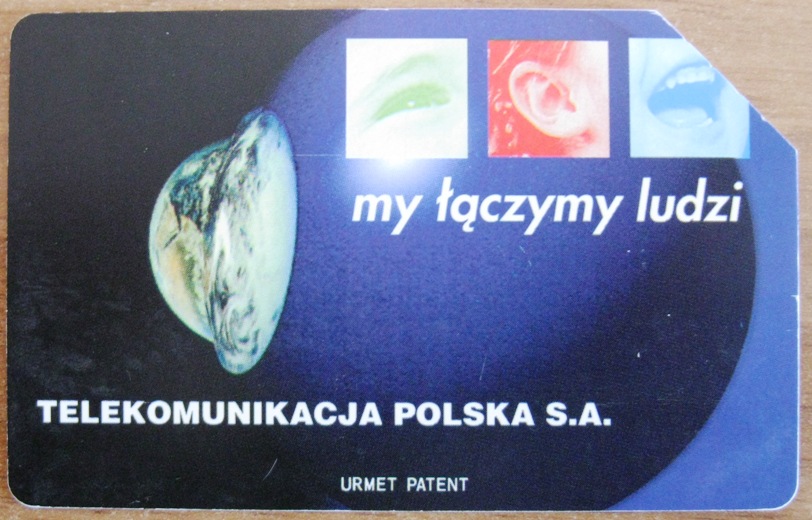 my łączymy ludzi
TELEKOMUNIKACJA POLSKA S.A.
URMET PATENT